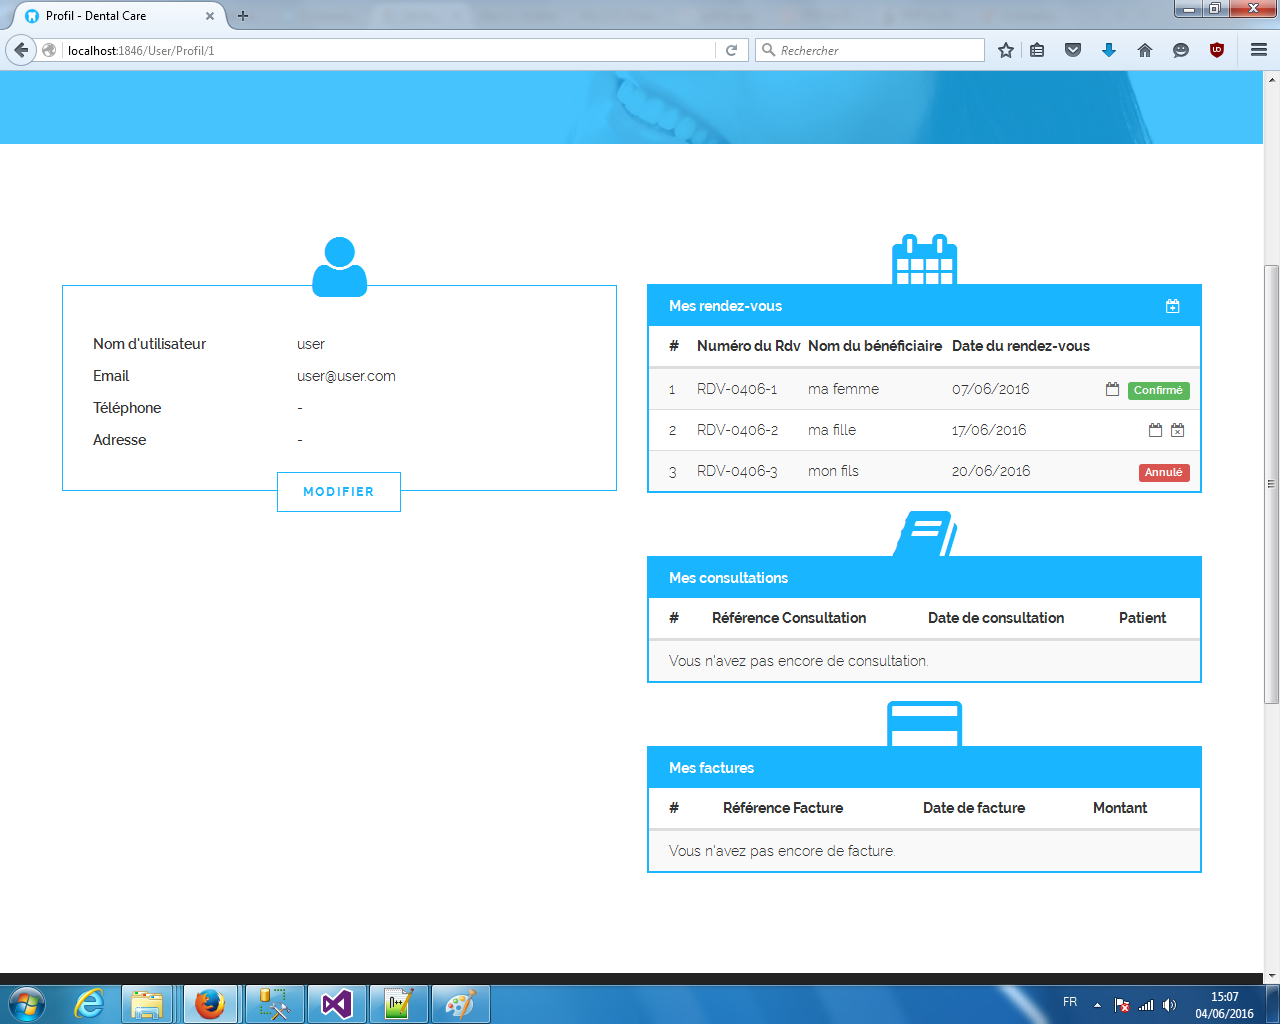 Profil - Dental Care
localhost:1846/User/Profil/1
Rechercher
Nom d'utilisateur user
Email user@user.com
Téléphone -
Adresse -
MODIFIER
Mes rendez-vous
# Numéro du Rdv Nom du bénéficiaire Date du rendez-vous
1 RDV-0406-1 ma femme 07/06/2016 Confirmé
2 RDV-0406-2 ma fille 17/06/2016
3 RDV-0406-3 mon fils 20/06/2016 Annulé
Mes consultations
# Référence Consultation Date de consultation Patient
Vous n'avez pas encore de consultation.
Mes factures
# Référence Facture Date de facture Montant
Vous n'avez pas encore de facture.
FR
15:07
04/06/2016